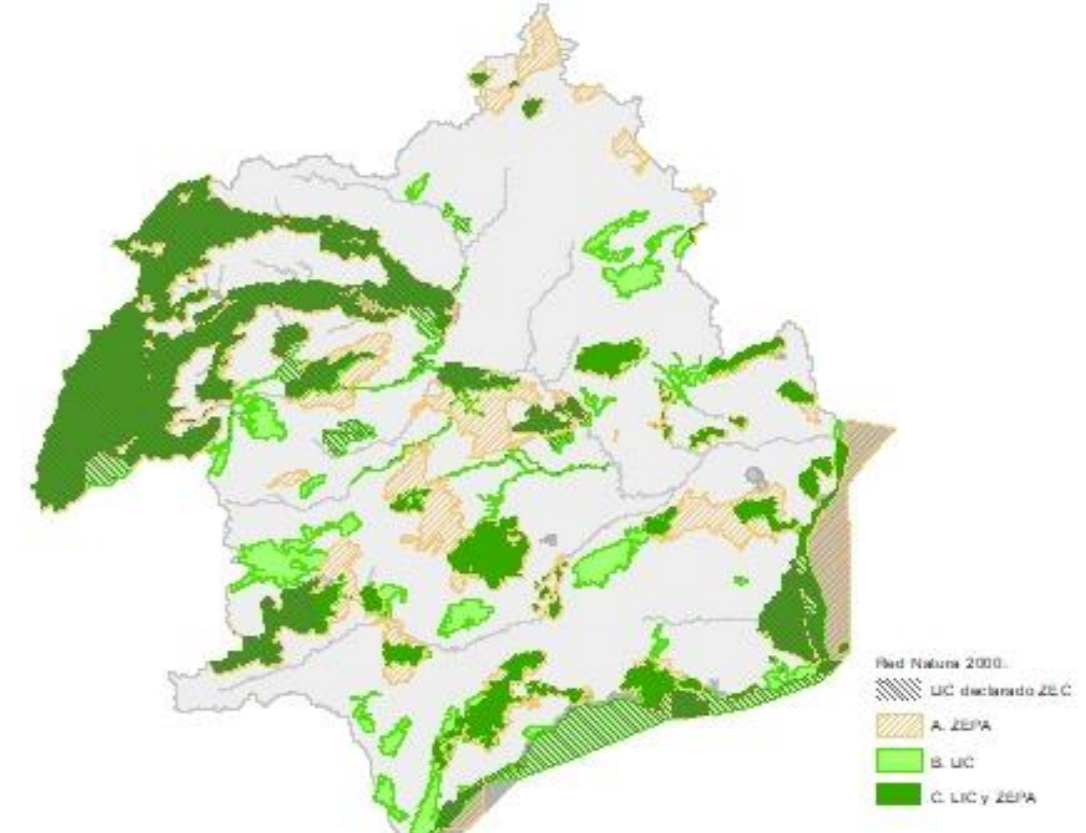 Red Natura 2000.
LIC declarado ZEC
A. ZEPA
B. LIC
C. LIC y ZEPA